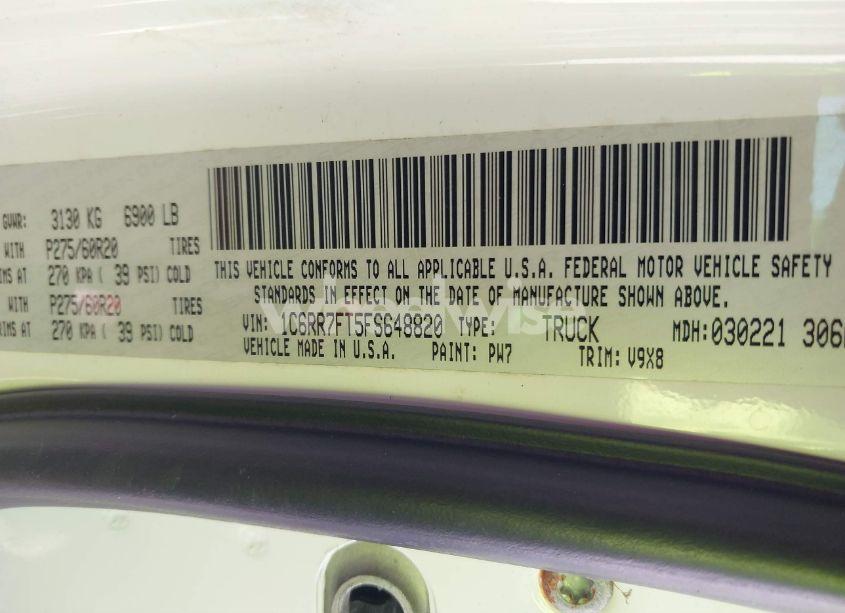 GVWR: 3130 KG 6900 LB
WITH P275/60R20 TIRES
RIMS AT 270 KPA ( 39 PSI) COLD
WITH P275/60R20 TIRES
RIMS AT 270 KPA ( 39 PSI) COLD
THIS VEHICLE CONFORMS TO ALL APPLICABLE U.S.A. FEDERAL MOTOR VEHICLE SAFETY
STANDARDS IN EFFECT ON THE DATE OF MANUFACTURE SHOWN ABOVE.
VIN: 1C6RR7FT5FS648820 TYPE: TRUCK MDH:030221 306
VEHICLE MADE IN U.S.A. PAINT: PW7 TRIM: V9X8